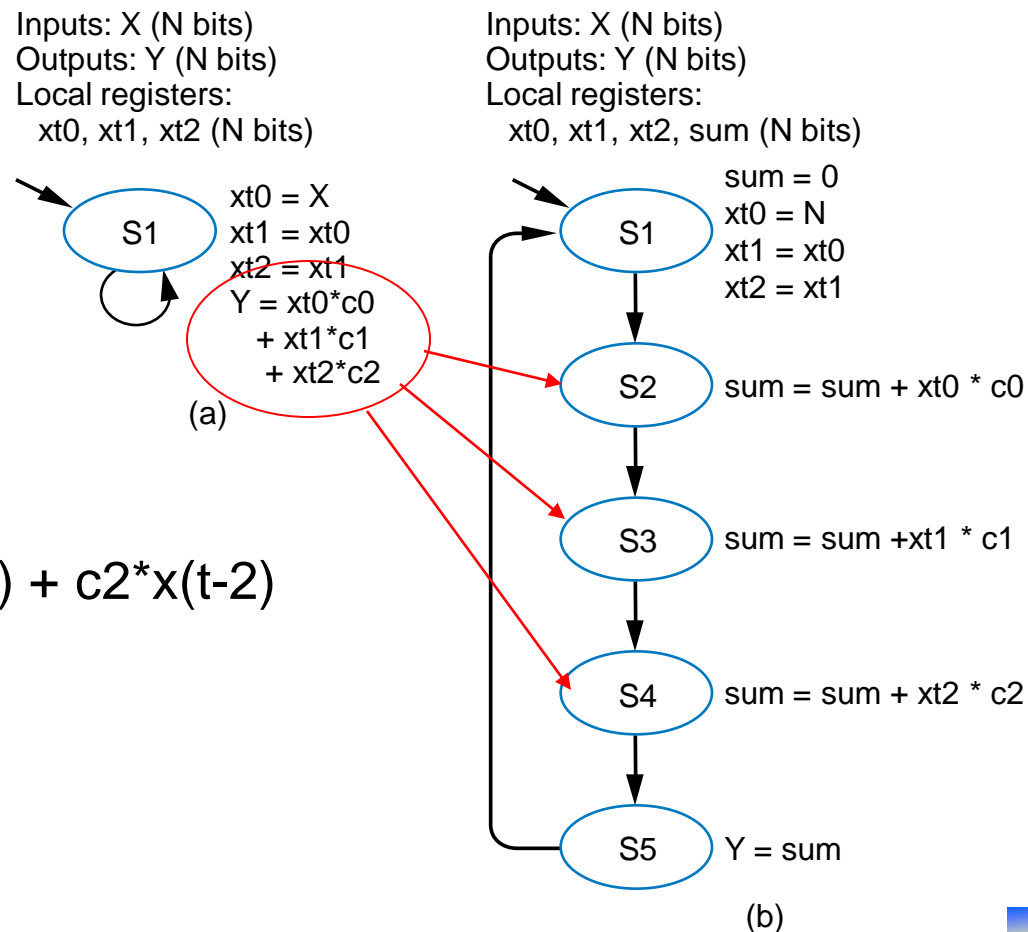 Inputs: X (N bits)
Outputs: Y (N bits)
Local registers:
xt0, xt1, xt2 (N bits)
S1
xt0 = X
xt1 = xt0
xt2 = xt1
Y = xt0*c0
+ xt1*c1
+ xt2*c2
(a)
) + c2*x(t-2)
Inputs: X (N bits)
Outputs: Y (N bits)
Local registers:
xt0, xt1, xt2, sum (N bits)
S1
sum = 0
xt0 = N
xt1 = xt0
xt2 = xt1
S2
sum = sum + xt0 * c0
S3
sum = sum +xt1 * c1
S4
sum = sum + xt2 * c2
S5
Y = sum
(b)